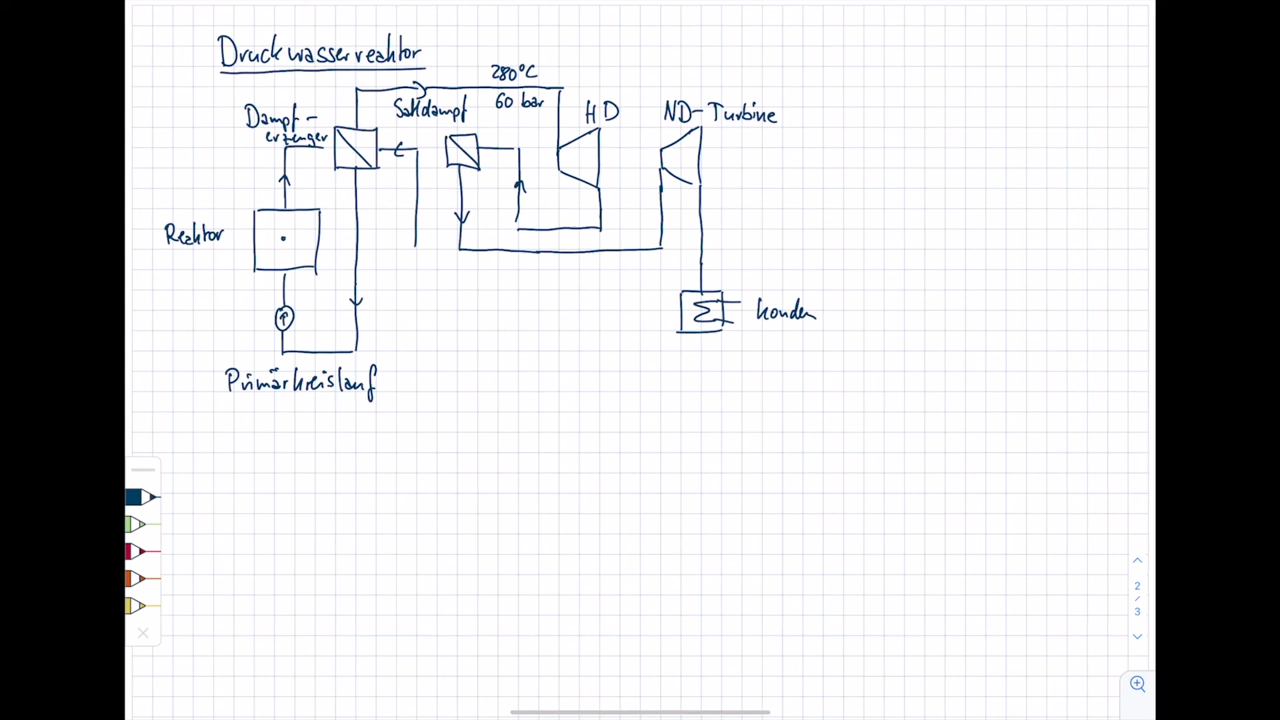 Druckwasserreaktor
280°C
60 bar
Sattdampf
Dampf-
erzeuger
HD
ND-Turbine
Reaktor
Konden
Primärkreislauf
2
/
3